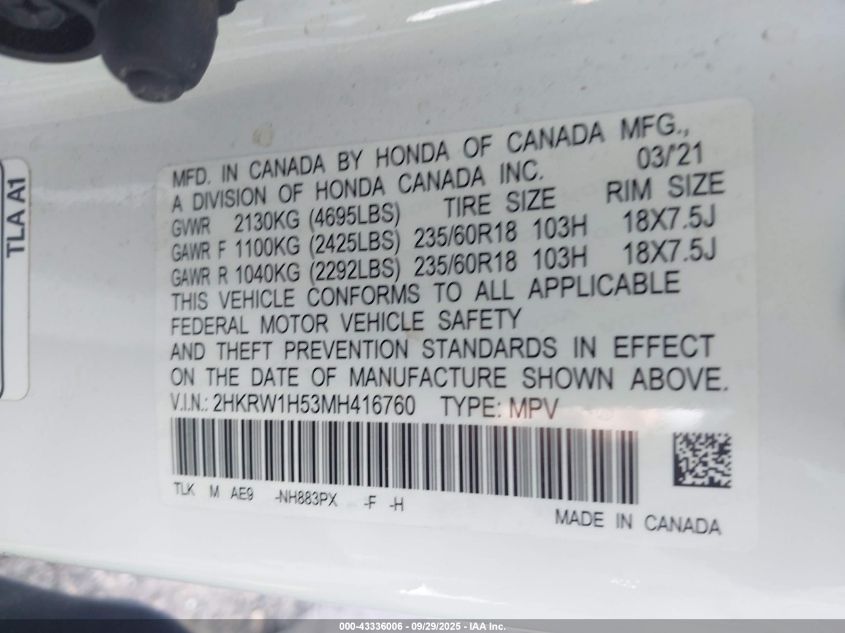 TLA A1
MFD. IN CANADA BY HONDA OF CANADA MFG.,
A DIVISION OF HONDA CANADA INC. 03/'21
GVWR 2130KG (4695LBS) TIRE SIZE RIM SIZE
GAWR F 1100KG (2425LBS) 235/60R18 103H 18X7.5J
GAWR R 1040KG (2292LBS) 235/60R18 103H 18X7.5J
THIS VEHICLE CONFORMS TO ALL APPLICABLE
FEDERAL MOTOR VEHICLE SAFETY
AND THEFT PREVENTION STANDARDS IN EFFECT
ON THE DATE OF MANUFACTURE SHOWN ABOVE.
V.I.N.: 2HKRW1H53MH416760 TYPE: MPV
TLK M AE9 -NH883PX -F -H
MADE IN CANADA
000-43336006 - 09/29/2025 - IAA Inc.